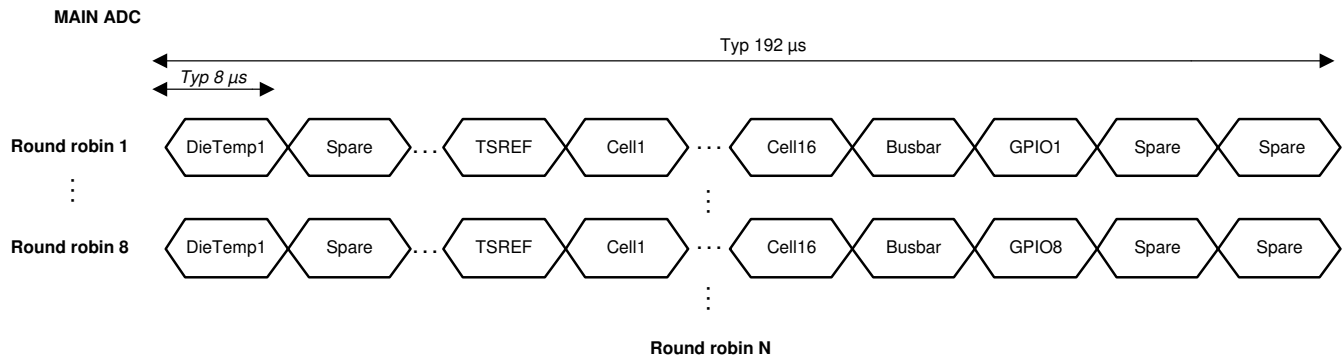 MAIN ADC
Typ 192 µs
Typ 8 µs
Round robin 1 DieTemp1 Spare ... TSREF Cell1 ... Cell16 Busbar GPIO1 Spare Spare
Round robin 8 DieTemp1 Spare ... TSREF Cell1 ... Cell16 Busbar GPIO8 Spare Spare
Round robin N